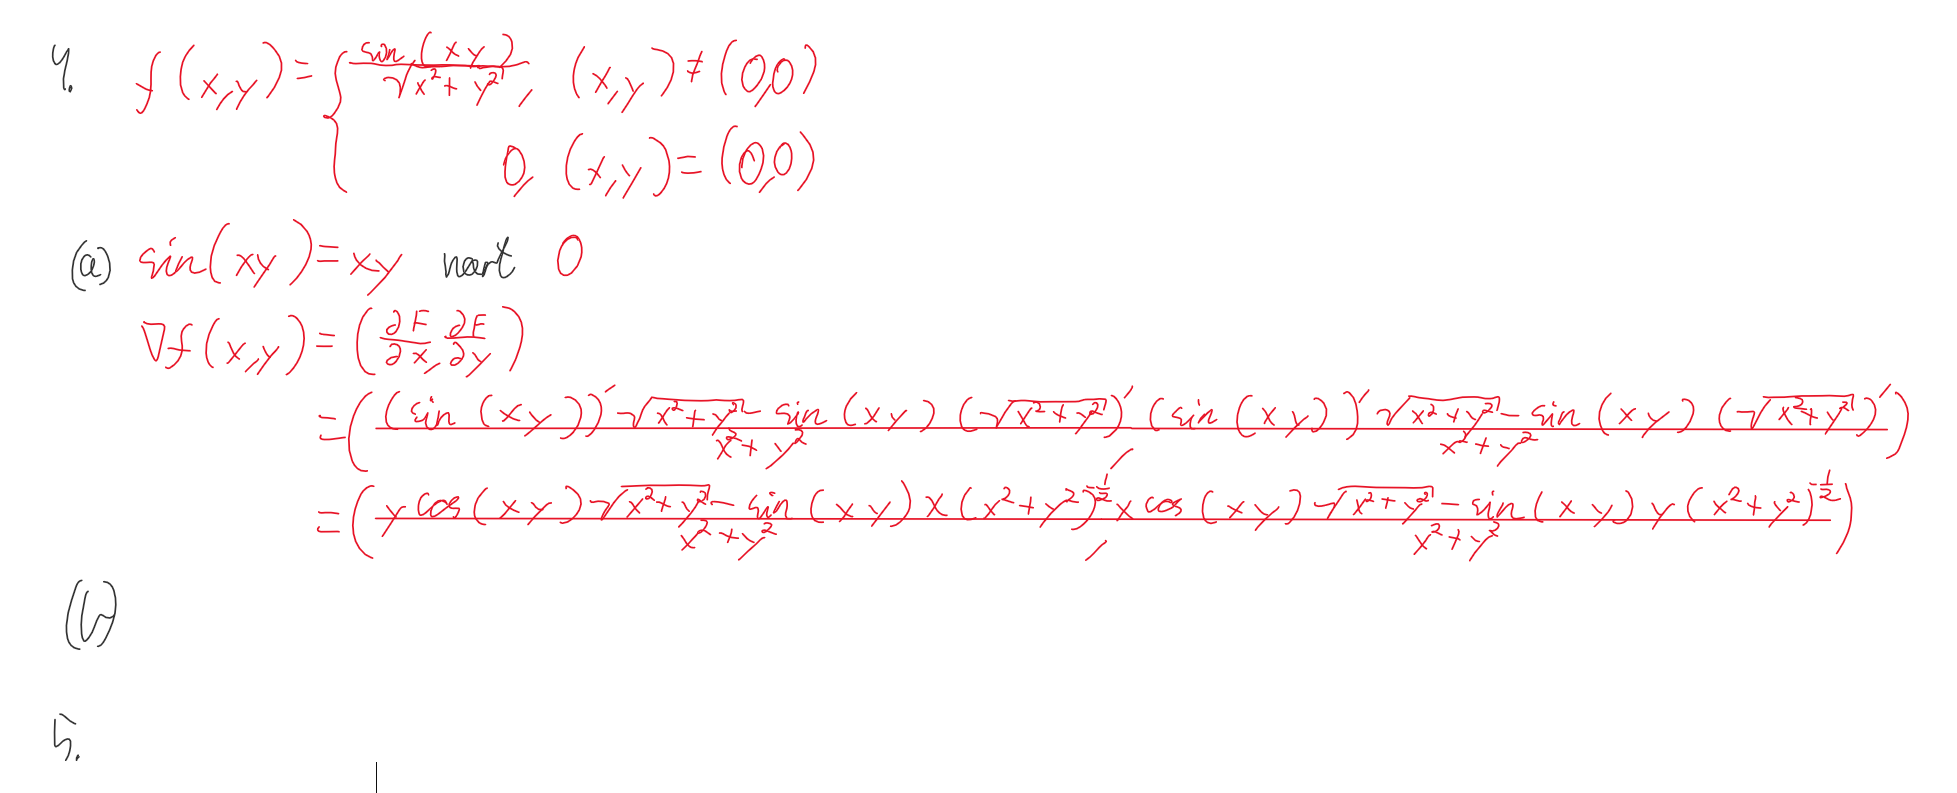 4. f(x,y)={ sin(xy)/√(x²+y²), (x,y)≠(0,0)
0, (x,y)=(0,0)
(a) sin(xy)=xy nært 0
∇f(x,y)=(∂F/∂x, ∂F/∂y)
=(((sin(xy))′√(x²+y²)-sin(xy)(√(x²+y²))′)/(x²+y²), ((sin(xy))′√(x²+y²)-sin(xy)(√(x²+y²))′)/(x²+y²))
=((y cos(xy)√(x²+y²)-sin(xy)x(x²+y²)^(-1/2))/(x²+y²), (x cos(xy)√(x²+y²)-sin(xy)y(x²+y²)^(-1/2))/(x²+y²))
(b)
5.